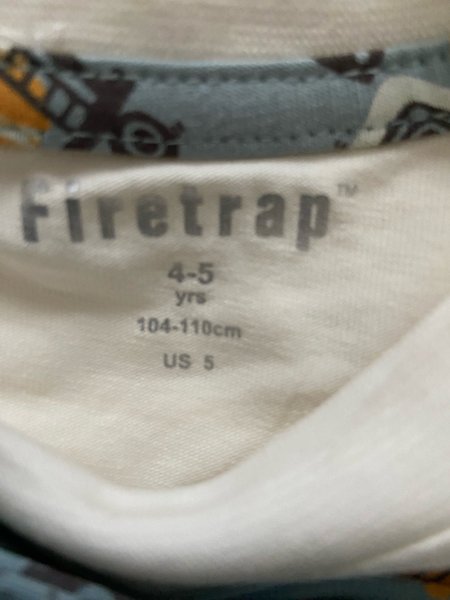 Firetrap™
4-5
yrs
104-110cm
US 5